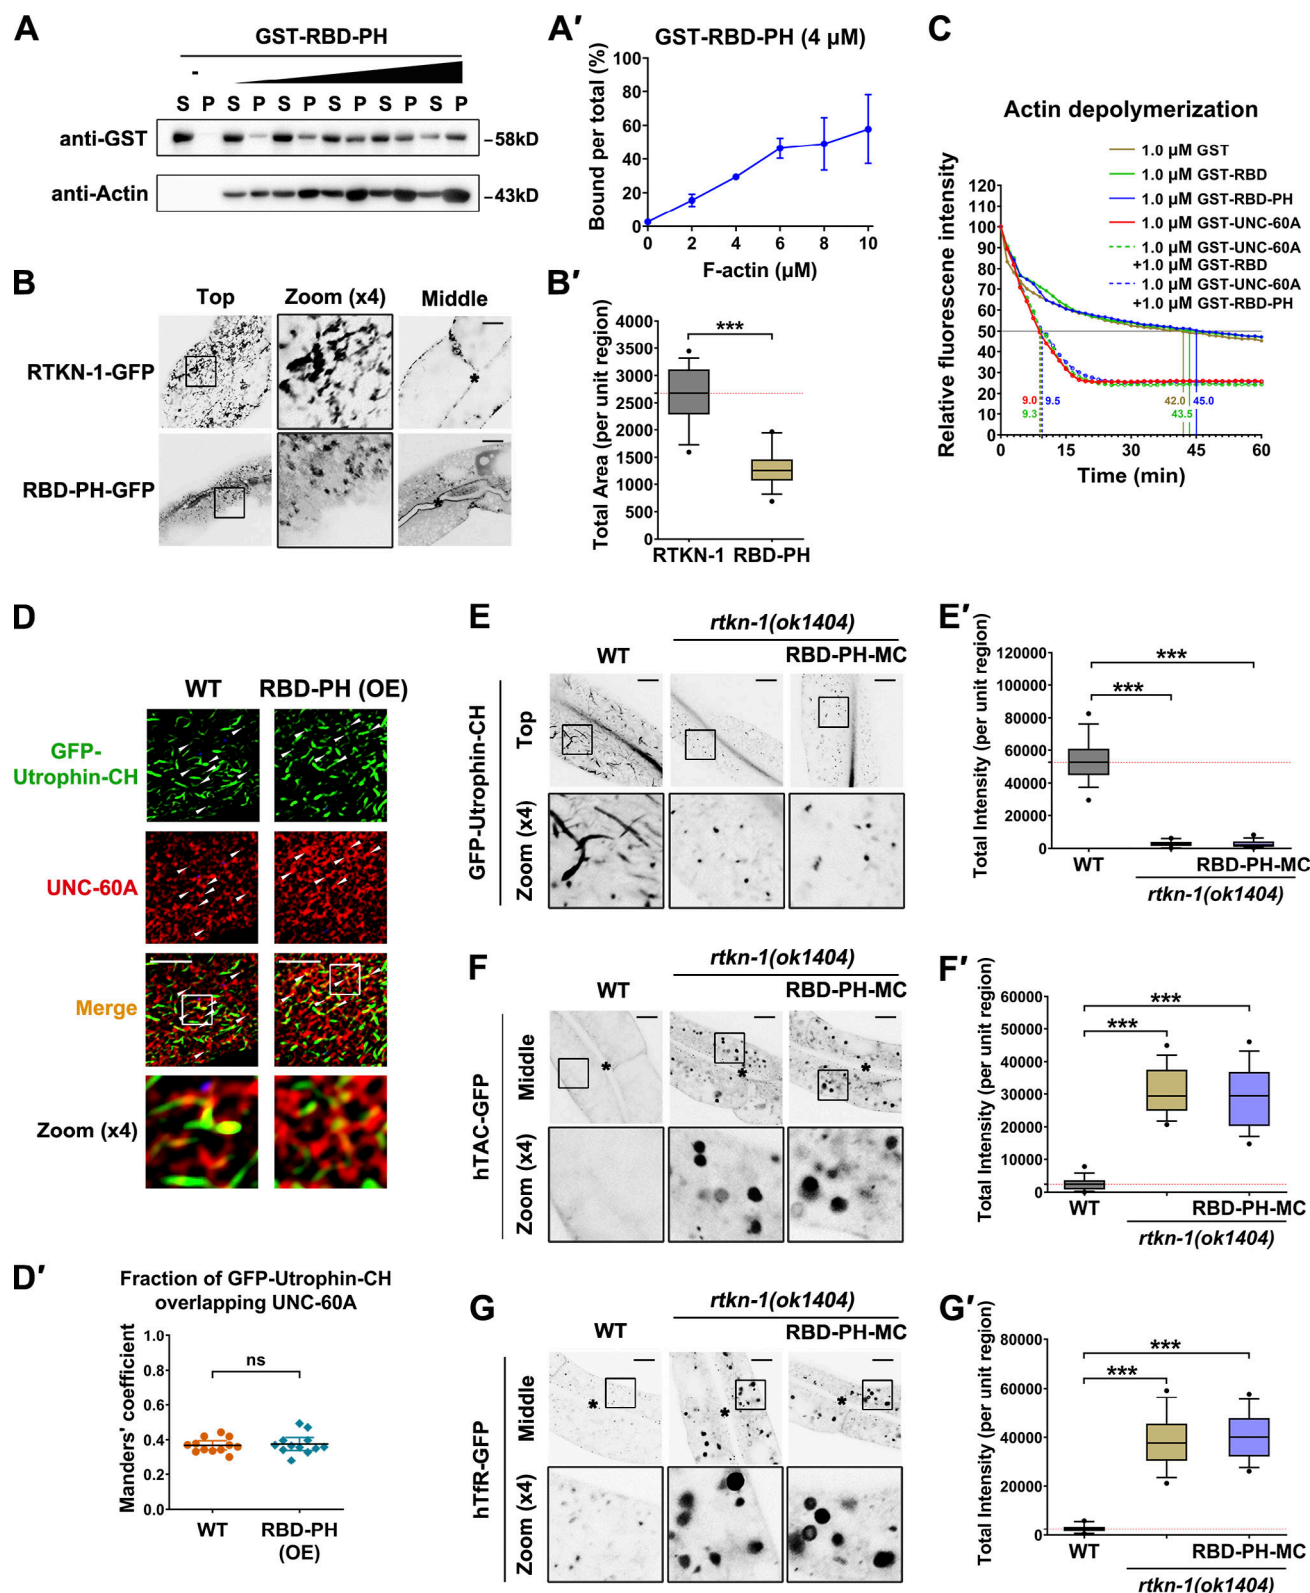 A
GST-RBD-PH
-
S P S P S P S P S P S P
anti-GST
-58kD
anti-Actin
-43kD
A′
GST-RBD-PH (4 µM)
Bound per total (%)
100
80
60
40
20
0
0 2 4 6 8 10
F-actin (µM)
C
Actin depolymerization
1.0 µM GST
1.0 µM GST-RBD
1.0 µM GST-RBD-PH
1.0 µM GST-UNC-60A
1.0 µM GST-UNC-60A
+1.0 µM GST-RBD
1.0 µM GST-UNC-60A
+1.0 µM GST-RBD-PH
Relative fluorescene intensity
120
110
100
90
80
70
60
50
40
30
20
10
0
9.0 9.5 42.0 45.0
9.3 43.5
0 15 30 45 60
Time (min)
B
Top Zoom (x4) Middle
RTKN-1-GFP
*
RBD-PH-GFP
*
B′
Total Area (per unit region)
4000
3500
3000
2500
2000
1500
1000
500
0
***
RTKN-1 RBD-PH
D
WT RBD-PH (OE)
GFP-
Utrophin-CH
UNC-60A
Merge
Zoom (x4)
D′
Fraction of GFP-Utrophin-CH
overlapping UNC-60A
Manders' coefficient
1.0
0.8
0.6
0.4
0.2
0.0
ns
WT RBD-PH
(OE)
E
rtkn-1(ok1404)
WT RBD-PH-MC
GFP-Utrophin-CH
Top
Zoom (x4)
E′
Total Intensity (per unit region)
120000
100000
80000
60000
40000
20000
0
***
***
WT RBD-PH-MC
rtkn-1(ok1404)
F
rtkn-1(ok1404)
WT RBD-PH-MC
hTAC-GFP
Middle
* * *
Zoom (x4)
F′
Total Intensity (per unit region)
60000
50000
40000
30000
20000
10000
0
***
***
WT RBD-PH-MC
rtkn-1(ok1404)
G
rtkn-1(ok1404)
WT RBD-PH-MC
hTfR-GFP
Middle
* * *
Zoom (x4)
G′
Total Intensity (per unit region)
80000
60000
40000
20000
0
***
***
WT RBD-PH-MC
rtkn-1(ok1404)